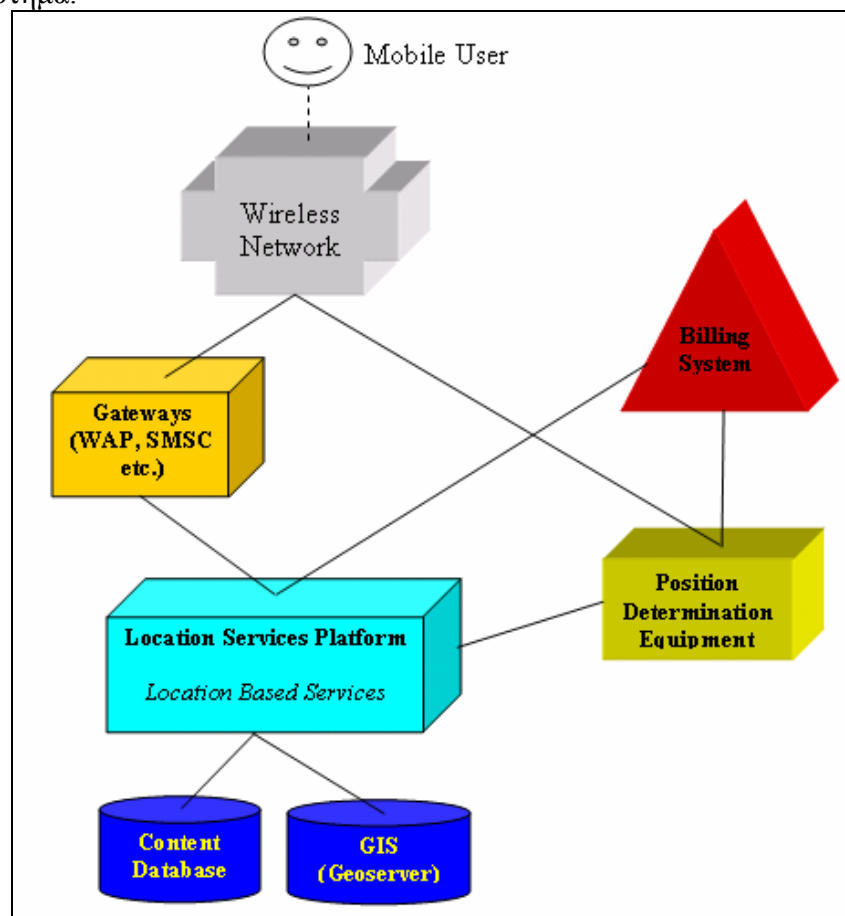 Mobile User
Wireless
Network
Billing
System
Gateways
(WAP, SMSC
etc.)
Position
Determination
Equipment
Location Services Platform
Location Based Services
Content
Database
GIS
(Geoserver)